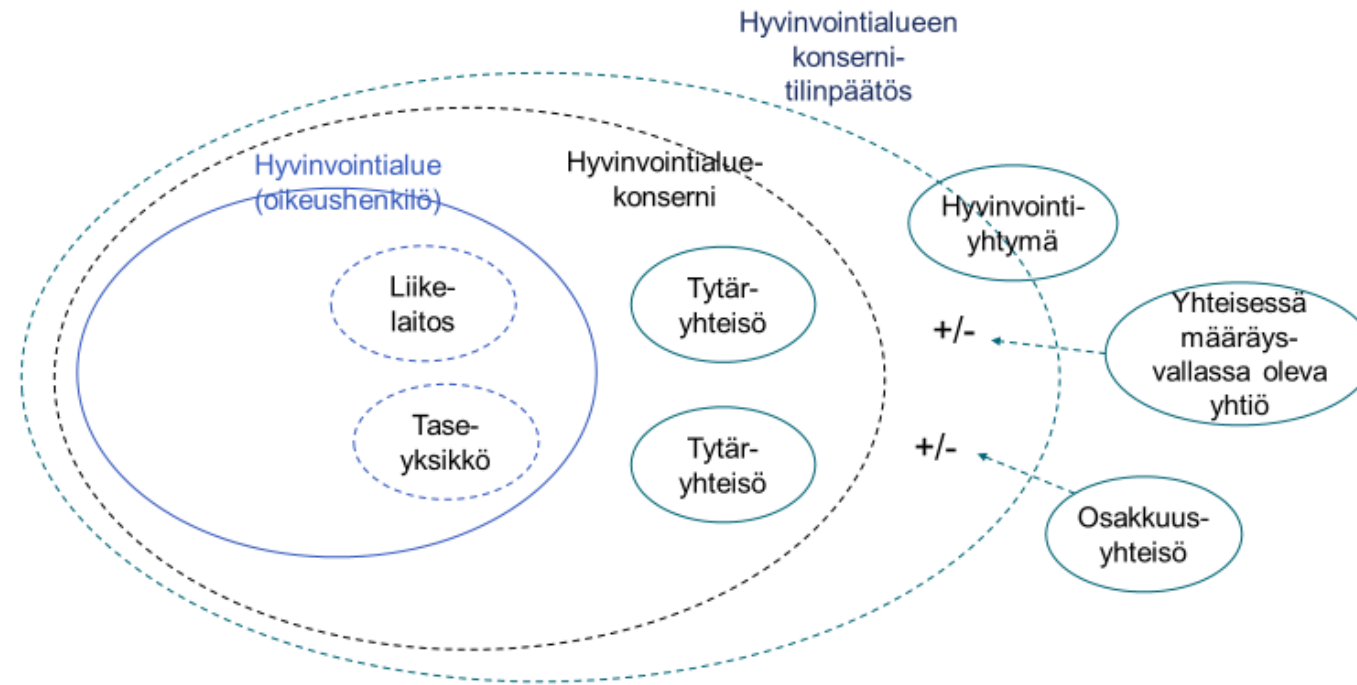 Hyvinvointialueen
konserni-
tilinpäätös
Hyvinvointialue
(oikeushenkilö)
Hyvinvointialue-
konserni
Hyvinvointi-
yhtymä
Liike-
laitos
Tytär-
yhteisö
+/-
Yhteisessä
määräys-
vallassa oleva
yhtiö
Tase-
yksikkö
Tytär-
yhteisö
+/-
Osakkuus-
yhteisö